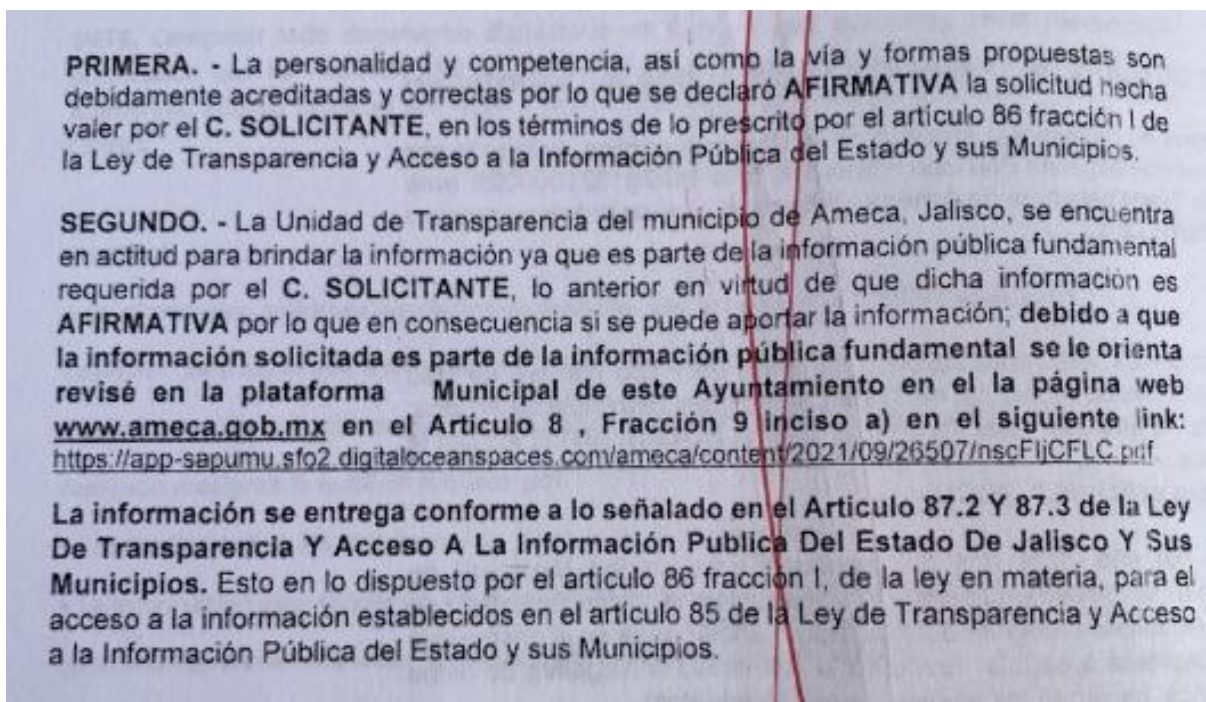 PRIMERA. - La personalidad y competencia, así como la vía y formas propuestas son
debidamente acreditadas y correctas por lo que se declaró AFIRMATIVA la solicitud hecha
valer por el C. SOLICITANTE, en los términos de lo prescrito por el artículo 86 fracción I de
la Ley de Transparencia y Acceso a la Información Pública del Estado y sus Municipios.
SEGUNDO. - La Unidad de Transparencia del municipio de Ameca, Jalisco, se encuentra
en actitud para brindar la información ya que es parte de la información pública fundamental
requerida por el C. SOLICITANTE, lo anterior en virtud de que dicha información es
AFIRMATIVA por lo que en consecuencia si se puede aportar la información; debido a que
la información solicitada es parte de la información pública fundamental se le orienta
revisé en la plataforma Municipal de este Ayuntamiento en el la página web
www.ameca.gob.mx en el Artículo 8 , Fracción 9 inciso a) en el siguiente link:
https://app-sapumu.sfo2.digitaloceanspaces.com/ameca/content/2021/09/26507/nscFIjCFLC.pdf
La información se entrega conforme a lo señalado en el Articulo 87.2 Y 87.3 de la Ley
De Transparencia Y Acceso A La Información Publica Del Estado De Jalisco Y Sus
Municipios. Esto en lo dispuesto por el artículo 86 fracción I, de la ley en materia, para el
acceso a la información establecidos en el artículo 85 de la Ley de Transparencia y Acceso
a la Información Pública del Estado y sus Municipios.